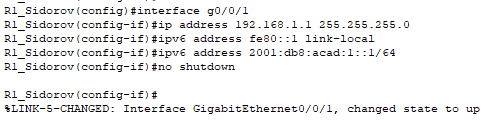 R1_Sidorov(config)#interface g0/0/1
R1_Sidorov(config-if)#ip address 192.168.1.1 255.255.255.0
R1_Sidorov(config-if)#ipv6 address fe80::1 link-local
R1_Sidorov(config-if)#ipv6 address 2001:db8:acad:1::1/64
R1_Sidorov(config-if)#no shutdown
R1_Sidorov(config-if)#
%LINK-5-CHANGED: Interface GigabitEthernet0/0/1, changed state to up